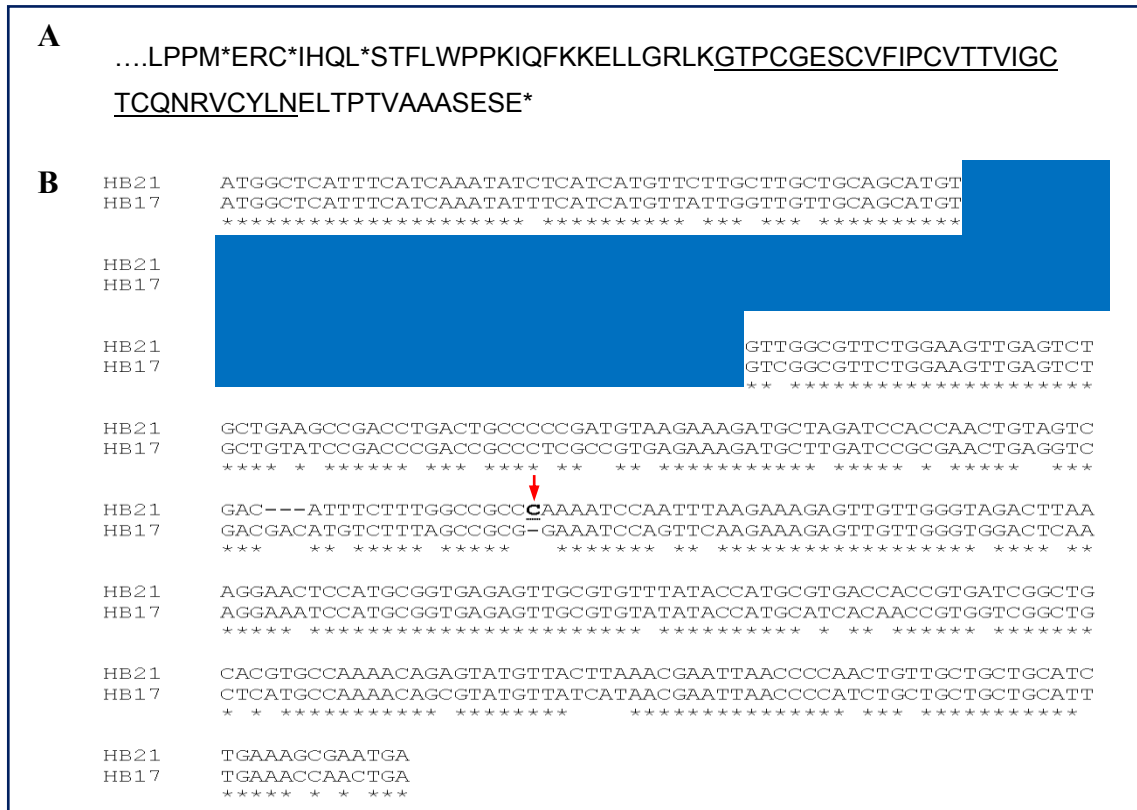 A
....LPPM*ERC*IHQL*STFLWPPKIQFKKELLGRLKGTPCGESCVFIPCVTTVIGC
TCQNRVCYLNELTPTVAAASESE*
B
HB21 ATGGCTCATTTCATCAAATATCTCATCATGTTCTTGCTTGCTGCAGCATGT
HB17 ATGGCTCATTTCATCAAATATTTCATCATGTTATTGGTTGTTGCAGCATGT
********************* ********** *** *** **********
HB21
HB17
HB21 GTTGGCGTTCTGGAAGTTGAGTCT
HB17 GTCGGCGTTCTGGAAGTTGAGTCT
** *********************
HB21 GCTGAAGCCGACCTGACTGCCCCCGATGTAAGAAAGATGCTAGATCCACCAACTGTAGTC
HB17 GCTGTATCCGACCCGACCGCCCTCGCCGTGAGAAAGATGCTTGATCCGCGAACTGAGGTC
**** * ****** *** **** ** ** ********** ***** * ***** ***
HB21 GAC---ATTTCTTTGGCCGCCCAAAATCCAATTTAAGAAAGAGTTGTTGGGTAGACTTAA
HB17 GACGACATGTCTTTAGCCGCG-GAAATCCAGTTCAAGAAAGAGTTGTTGGGTGGACTCAA
*** ** ***** ***** ******* ** ****************** **** **
HB21 AGGAACTCCATGCGGTGAGAGTTGCGTGTTTATACCATGCGTGACCACCGTGATCGGCTG
HB17 AGGAAATCCATGCGGTGAGAGTTGCGTGTATATACCATGCATCACAACCGTGGTCGGCTG
***** *********************** ********** * ** ****** *******
HB21 CACGTGCCAAAACAGAGTATGTTACTTAAACGAATTAACCCCAACTGTTGCTGCTGCATC
HB17 CTCATGCCAAAACAGCGTATGTTATCATAACGAATTAACCCCATCTGCTGCTGCTGCATT
* * *********** ******** *************** *** ***********
HB21 TGAAAGCGAATGA
HB17 TGAAACCAACTGA
***** * * ***